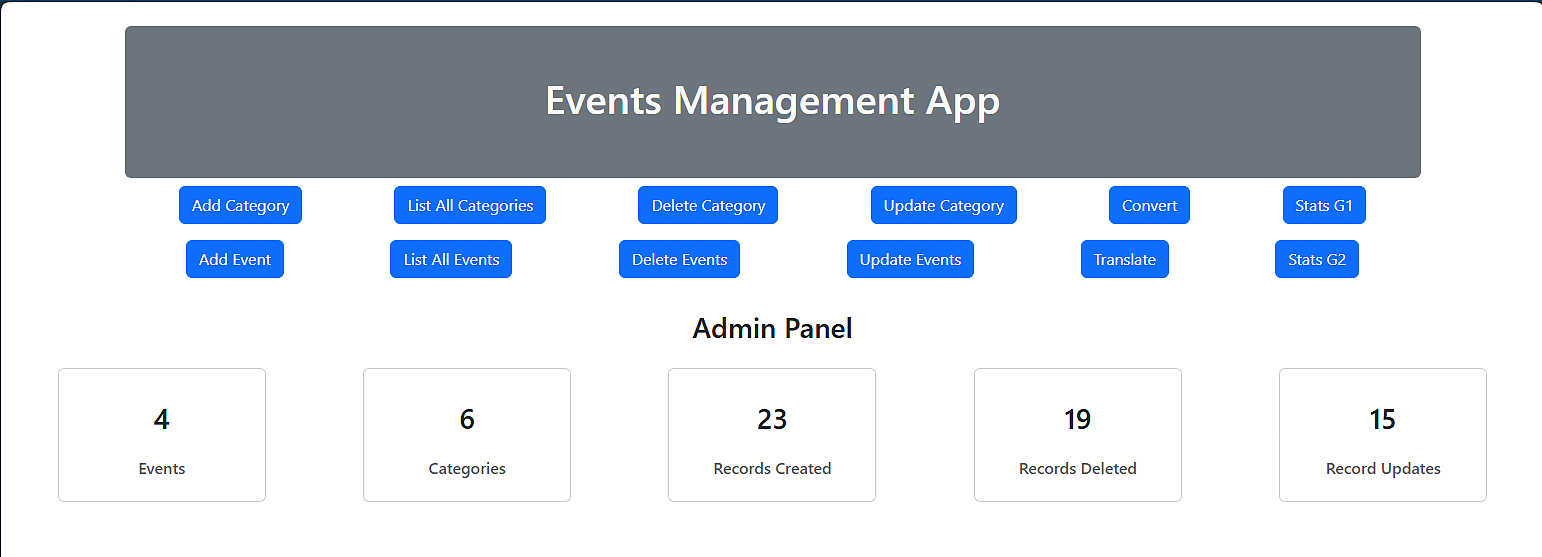 Events Management App
Add Category List All Categories Delete Category Update Category Convert Stats G1
Add Event List All Events Delete Events Update Events Translate Stats G2
Admin Panel
4 6 23 19 15
Events Categories Records Created Records Deleted Record Updates